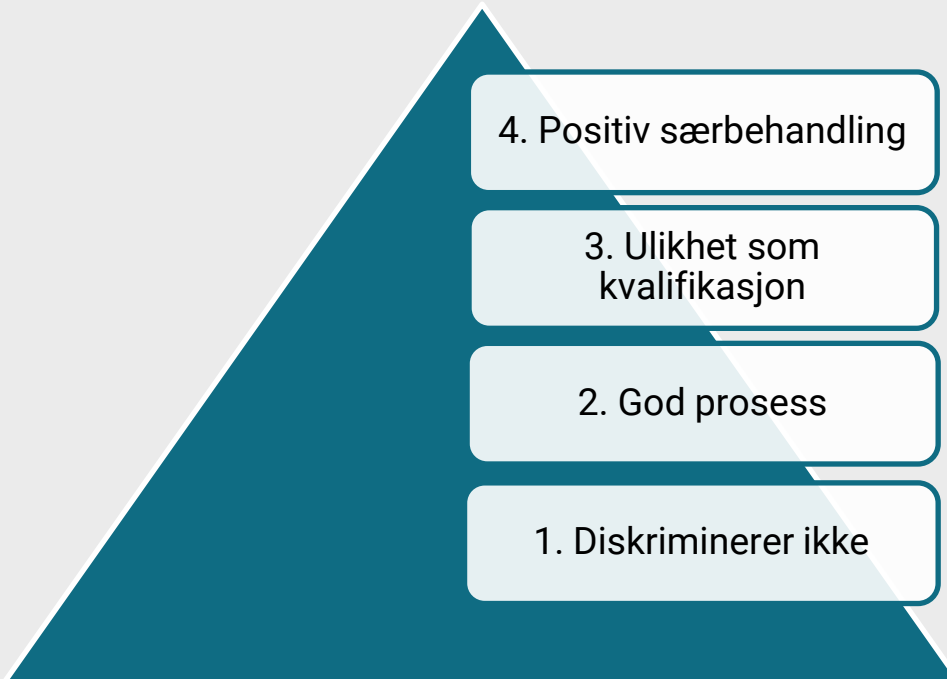 4. Positiv særbehandling
3. Ulikhet som
kvalifikasjon
2. God prosess
1. Diskriminerer ikke